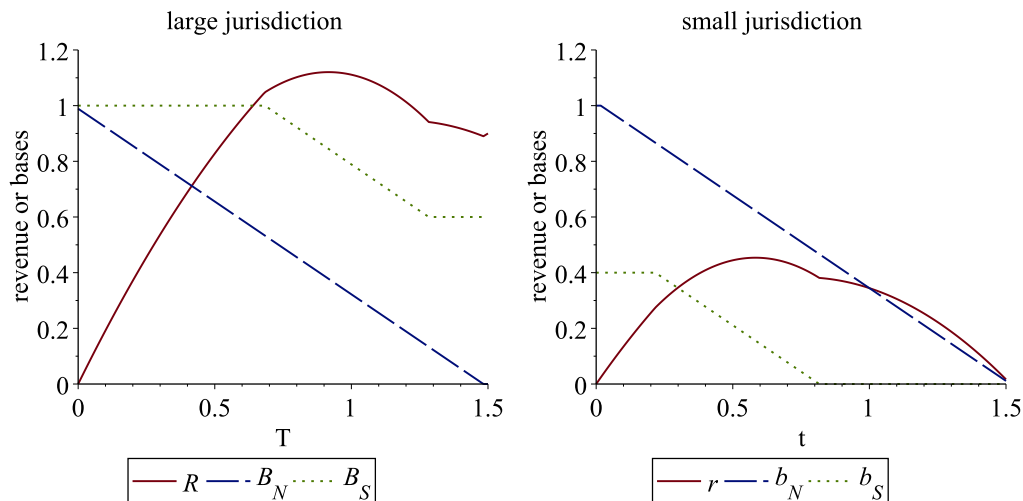 large jurisdiction
revenue or bases
1.2
1
0.8
0.6
0.4
0.2
0
0
0.5
1
1.5
T
R B_N B_S
small jurisdiction
revenue or bases
1.2
1
0.8
0.6
0.4
0.2
0
0
0.5
1
1.5
t
r b_N b_S